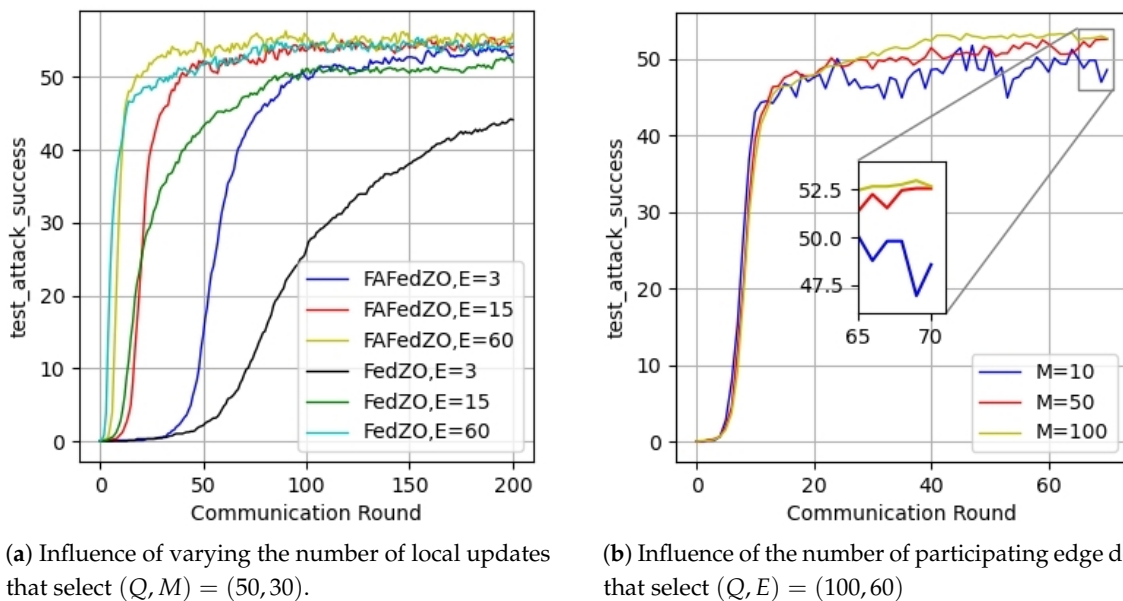 50
40
30
20
10
0
test_attack_success
0
50
100
150
200
Communication Round
FAFedZO,E=3
FAFedZO,E=15
FAFedZO,E=60
FedZO,E=3
FedZO,E=15
FedZO,E=60
(a) Influence of varying the number of local updates
that select (Q, M) = (50, 30).
50
40
30
20
10
0
test_attack_success
0
20
40
60
Communication Round
52.5
50.0
47.5
65
70
M=10
M=50
M=100
(b) Influence of the number of participating edge d
that select (Q, E) = (100, 60)